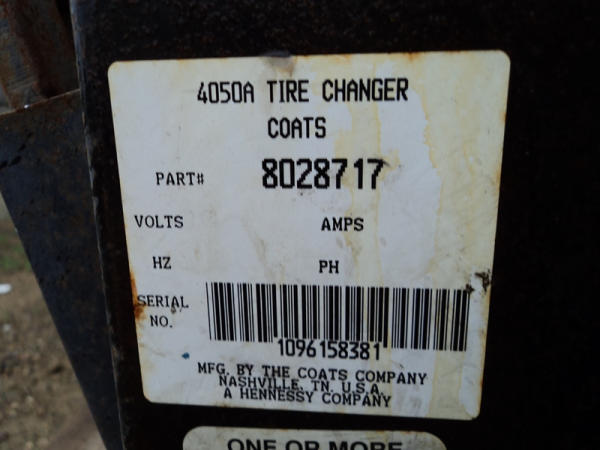 4050A TIRE CHANGER
COATS
PART# 8028717
VOLTS AMPS
HZ PH
SERIAL
NO.
1096158381
MFG. BY THE COATS COMPANY
NASHVILLE, TN. U.S.A.
A HENNESSY COMPANY
ONE OR MORE